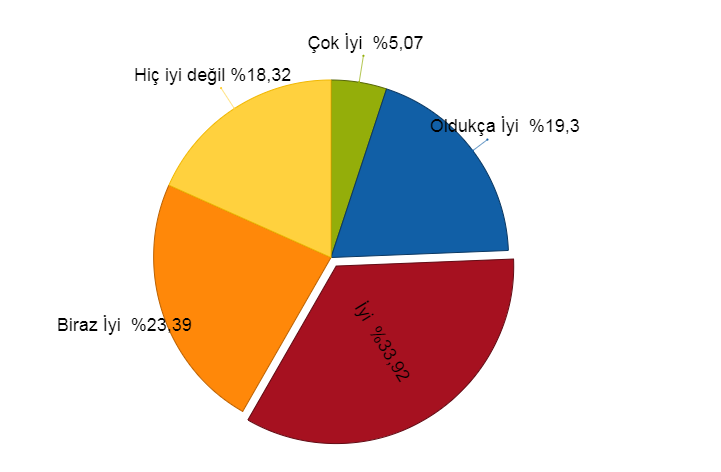 Çok İyi  %5,07
Hiç iyi değil %18,32
Oldukça İyi  %19,3
İyi  %33,92
Biraz İyi  %23,39